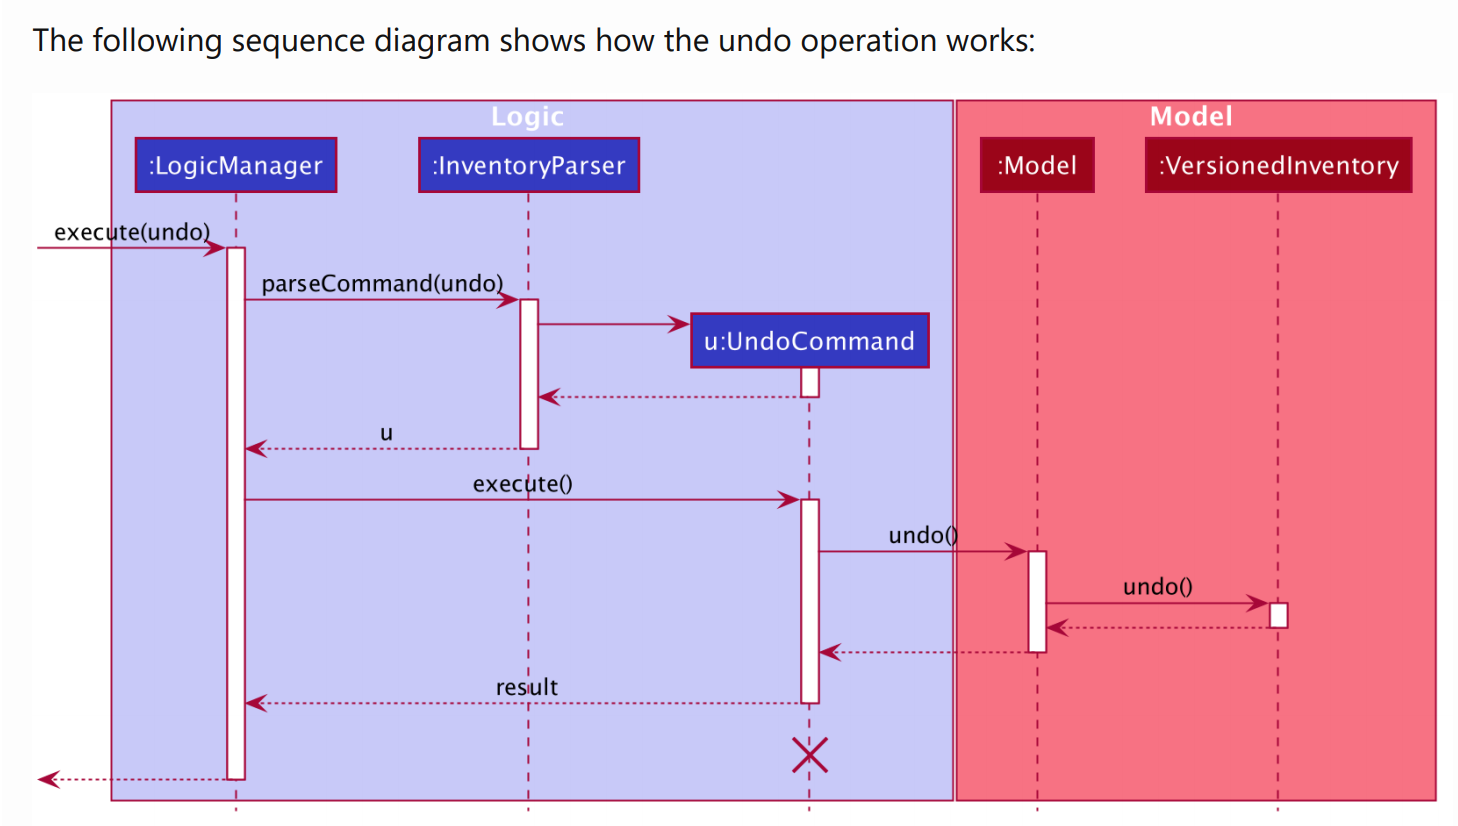 The following sequence diagram shows how the undo operation works:
Logic
Model
:LogicManager
:InventoryParser
:Model
:VersionedInventory
execute(undo)
parseCommand(undo)
u:UndoCommand
u
execute()
undo()
undo()
result